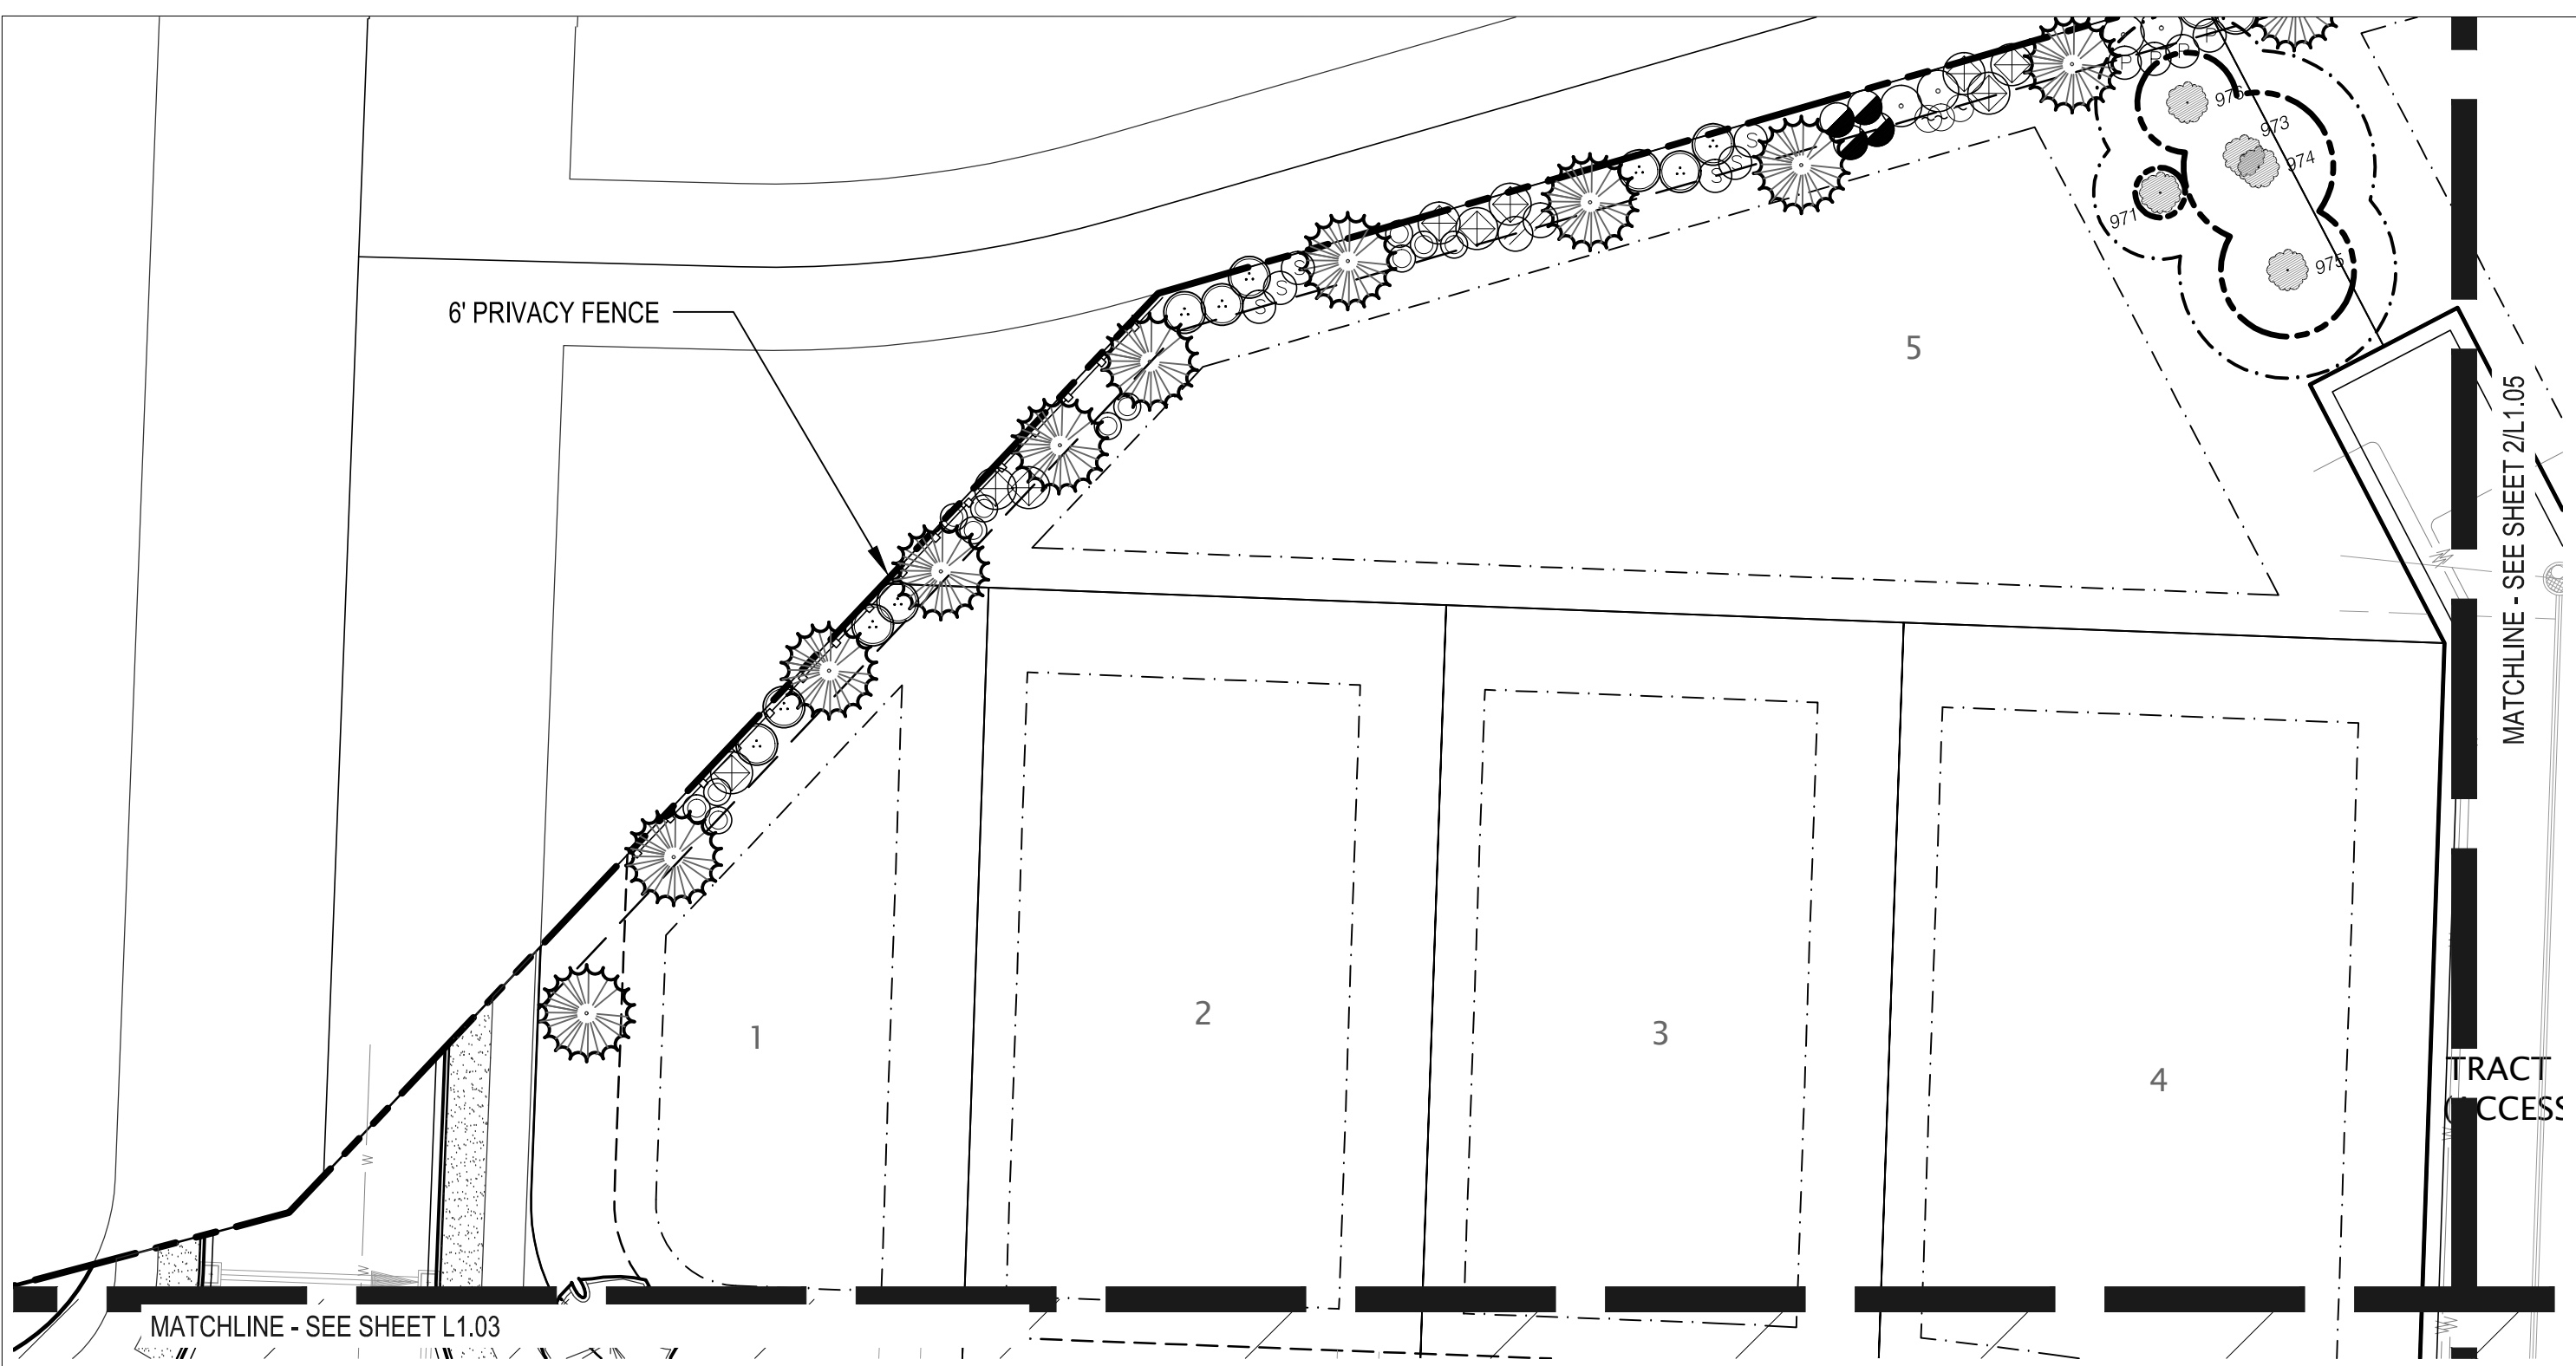 P P P P
976
973
974
971
975
S
S
S
C C C
S
S
S
6' PRIVACY FENCE
5
MATCHLINE - SEE SHEET 2/L1.05
W
2
1
3
4
TRACT
W
W
W
W
MATCHLINE - SEE SHEET L1.03